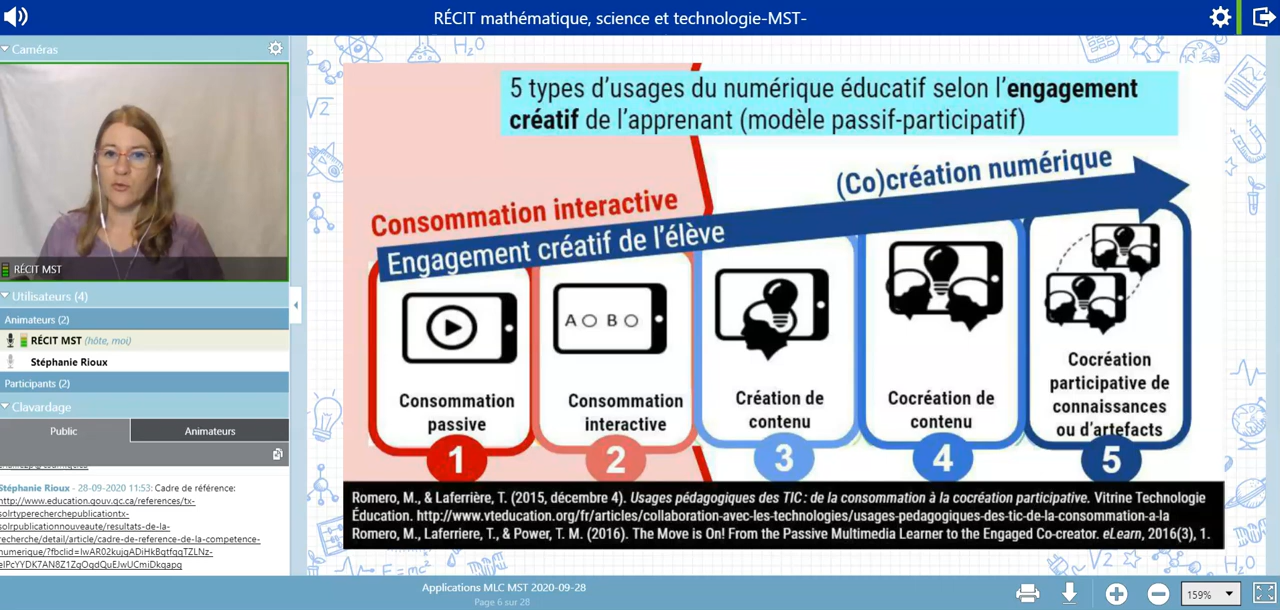 RÉCIT mathématique, science et technologie-MST-
Caméras
RÉCIT MST
Utilisateurs (4)
Animateurs (2)
RÉCIT MST (hôte, moi)
Stéphanie Rioux
Participants (2)
Clavardage
Public
Animateurs
Stéphanie Rioux - 28-09-2020 11:53: Cadre de référence:
http://www.education.gouv.qc.ca/references/tx-
solrtyperecherchepublicationtx-
solrpublicationnouveaute/resultats-de-la-
recherche/detail/article/cadre-de-reference-de-la-competence-
numerique/?fbclid=IwAR02kujqADiHkBqtfqqTZLNz-
elPcYYDK7AN8Z1ZgOgdQuEJwUCmiDkqapq
H₂O
√2
5 types d'usages du numérique éducatif selon l'engagement
créatif de l'apprenant (modèle passif-participatif)
(Co)création numérique
Consommation interactive
Engagement créatif de l'élève
A O B O
Consommation
passive
1
Consommation
interactive
2
Création de
contenu
3
Cocréation de
contenu
4
Cocréation
participative de
connaissances
ou d'artefacts
5
Romero, M., & Laferrière, T. (2015, décembre 4). Usages pédagogiques des TIC : de la consommation à la cocréation participative. Vitrine Technologie
Éducation. http://www.vteducation.org/fr/articles/collaboration-avec-les-technologies/usages-pedagogiques-des-tic-de-la-consommation-a-la
Romero, M., Laferriere, T., & Power, T. M. (2016). The Move is On! From the Passive Multimedia Learner to the Engaged Co-creator. eLearn, 2016(3), 1.
E=mc²
√2
H₂O
Applications MLC MST 2020-09-28
Page 6 sur 28
159%